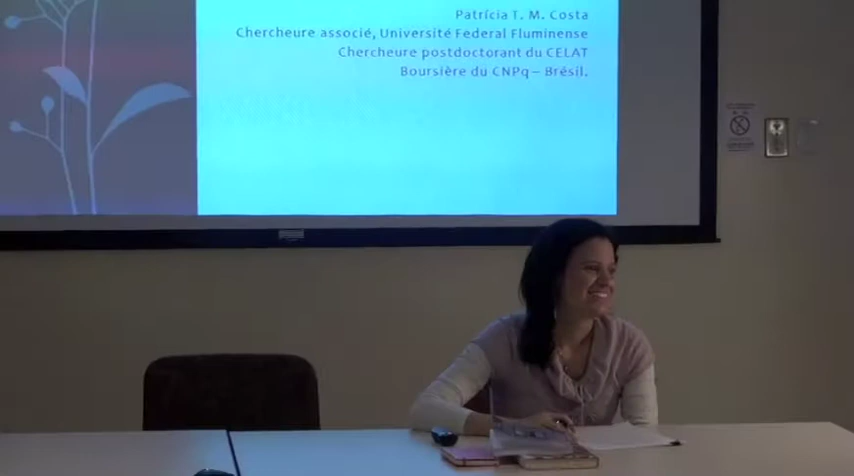 Patrícia T. M. Costa
Chercheure associé, Université Federal Fluminense
Chercheure postdoctorant du CELAT
Boursière du CNPq – Brésil.